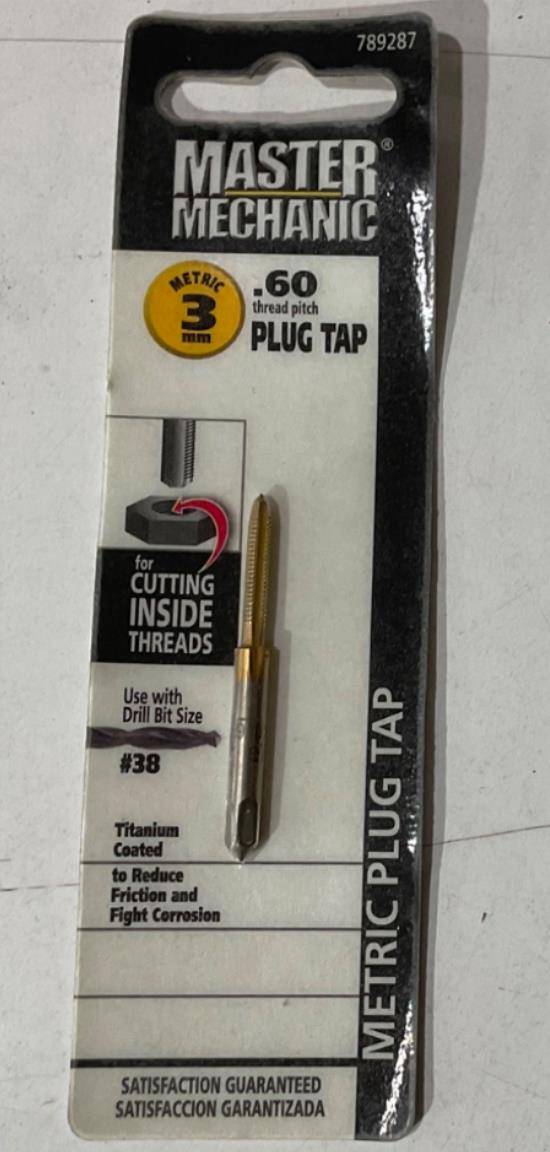 789287
MASTER®
MECHANIC
METRIC
3
mm
.60
thread pitch
PLUG TAP
for
CUTTING
INSIDE
THREADS
Use with
Drill Bit Size
#38
Titanium
Coated
to Reduce
Friction and
Fight Corrosion
METRIC PLUG TAP
SATISFACTION GUARANTEED
SATISFACCION GARANTIZADA